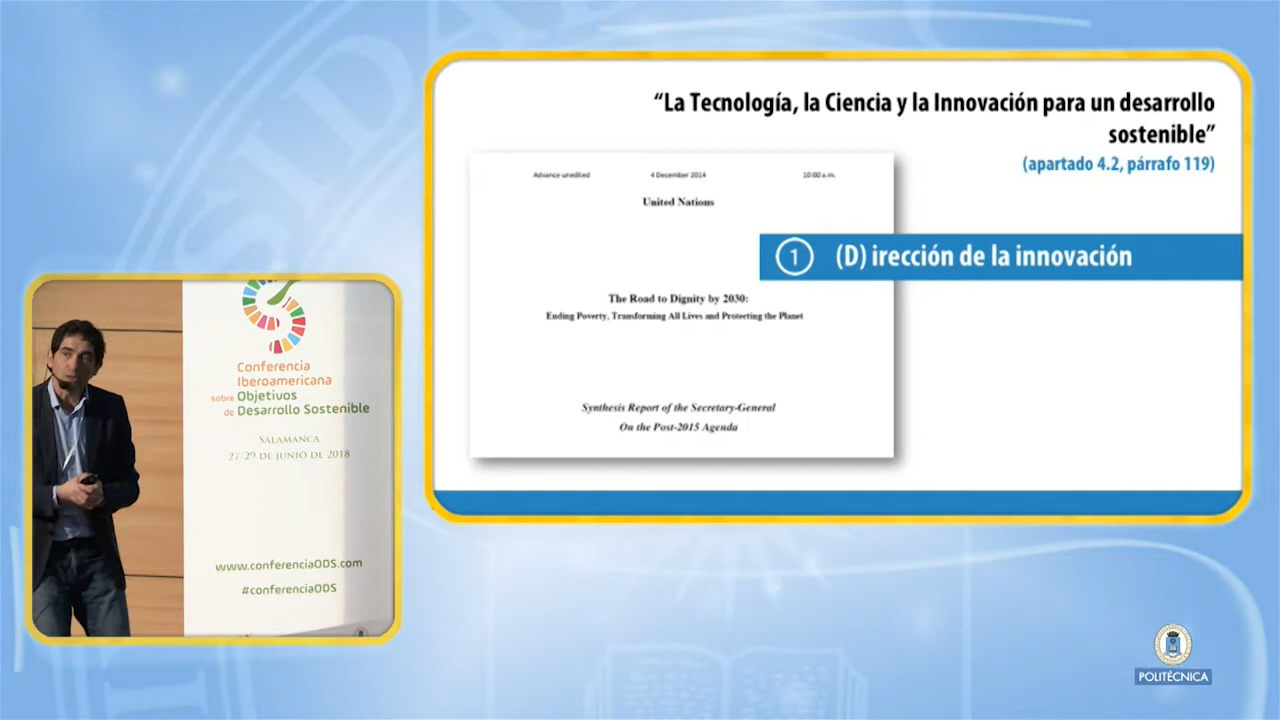 “La Tecnología, la Ciencia y la Innovación para un desarrollo
sostenible”
(apartado 4.2, párrafo 119)
Advance unedited 4 December 2014 10:00 a.m.
United Nations
1 (D) irección de la innovación
The Road to Dignity by 2030:
Ending Poverty, Transforming All Lives and Protecting the Planet
Synthesis Report of the Secretary-General
On the Post-2015 Agenda
Conferencia
Iberoamericana
sobre Objetivos
de Desarrollo Sostenible
SALAMANCA
27-29 DE JUNIO DE 2018
www.conferenciaODS.com
#conferenciaODS
POLITÉCNICA